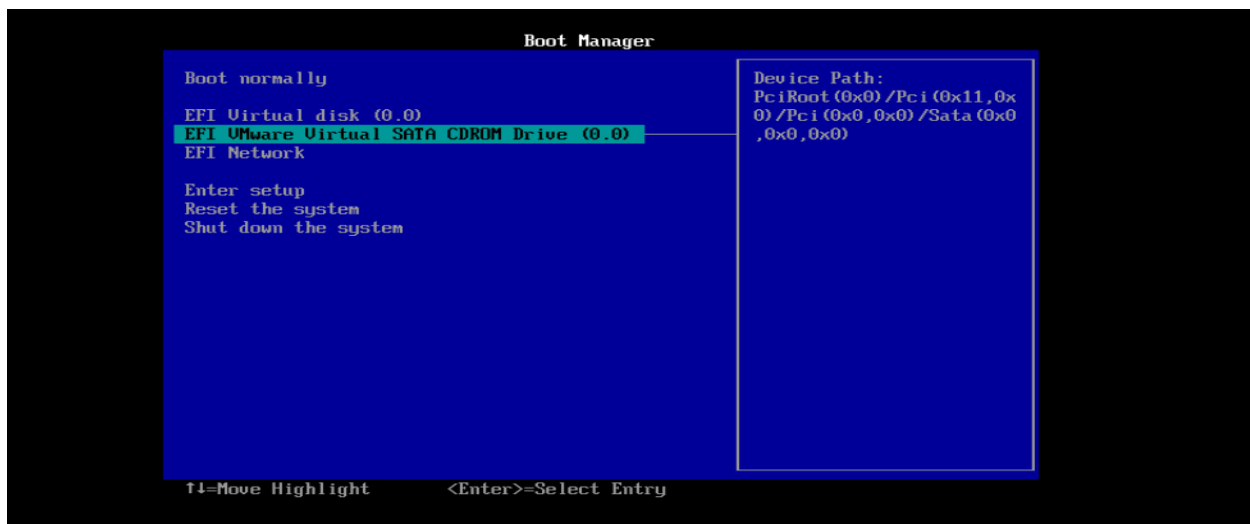 Boot Manager
Boot normally
EFI Virtual disk (0.0)
EFI VMware Virtual SATA CDROM Drive (0.0)
EFI Network
Enter setup
Reset the system
Shut down the system
Device Path:
PciRoot(0x0)/Pci(0x11,0x
0)/Pci(0x0,0x0)/Sata(0x0
,0x0,0x0)
↑↓=Move Highlight <Enter>=Select Entry